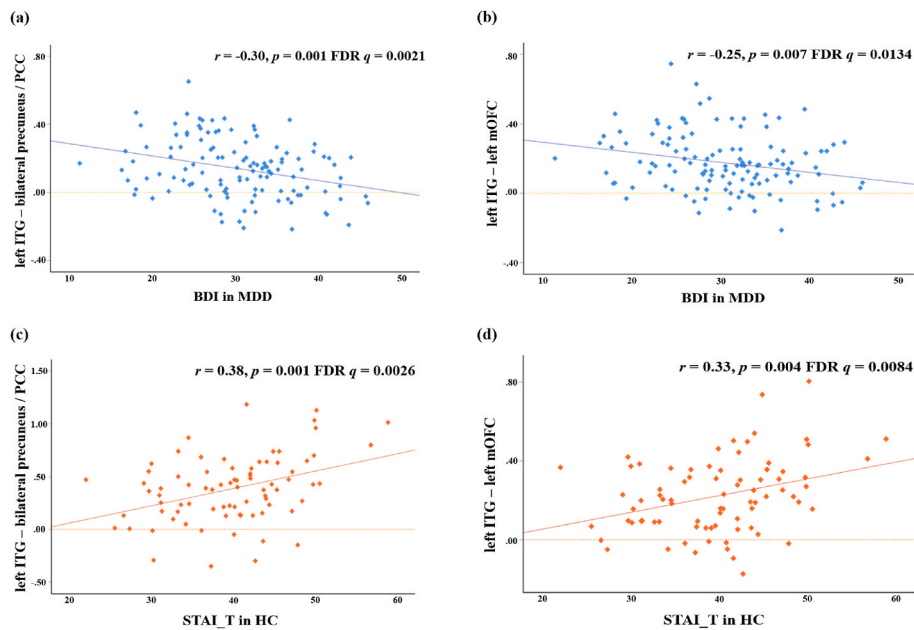 (a)
r = -0.30, p = 0.001 FDR q = 0.0021
left ITG – bilateral precuneus / PCC
.80
.40
.00
-.40
10 20 30 40 50
BDI in MDD
(b)
r = -0.25, p = 0.007 FDR q = 0.0134
left ITG – left mOFC
.80
.40
.00
-.40
10 20 30 40 50
BDI in MDD
(c)
r = 0.38, p = 0.001 FDR q = 0.0026
left ITG – bilateral precuneus / PCC
1.50
1.00
.50
.00
-.50
20 30 40 50 60
STAI_T in HC
(d)
r = 0.33, p = 0.004 FDR q = 0.0084
left ITG – left mOFC
.80
.40
.00
20 30 40 50 60
STAI_T in HC